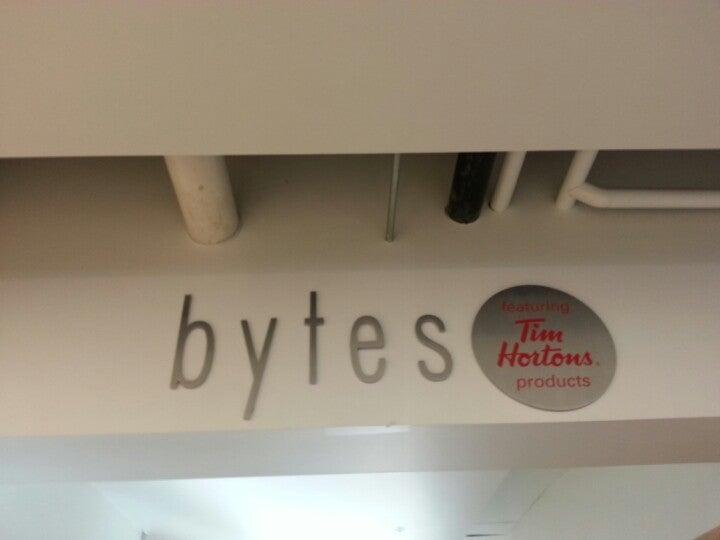 bytes
featuring
Tim
Hortons.
products